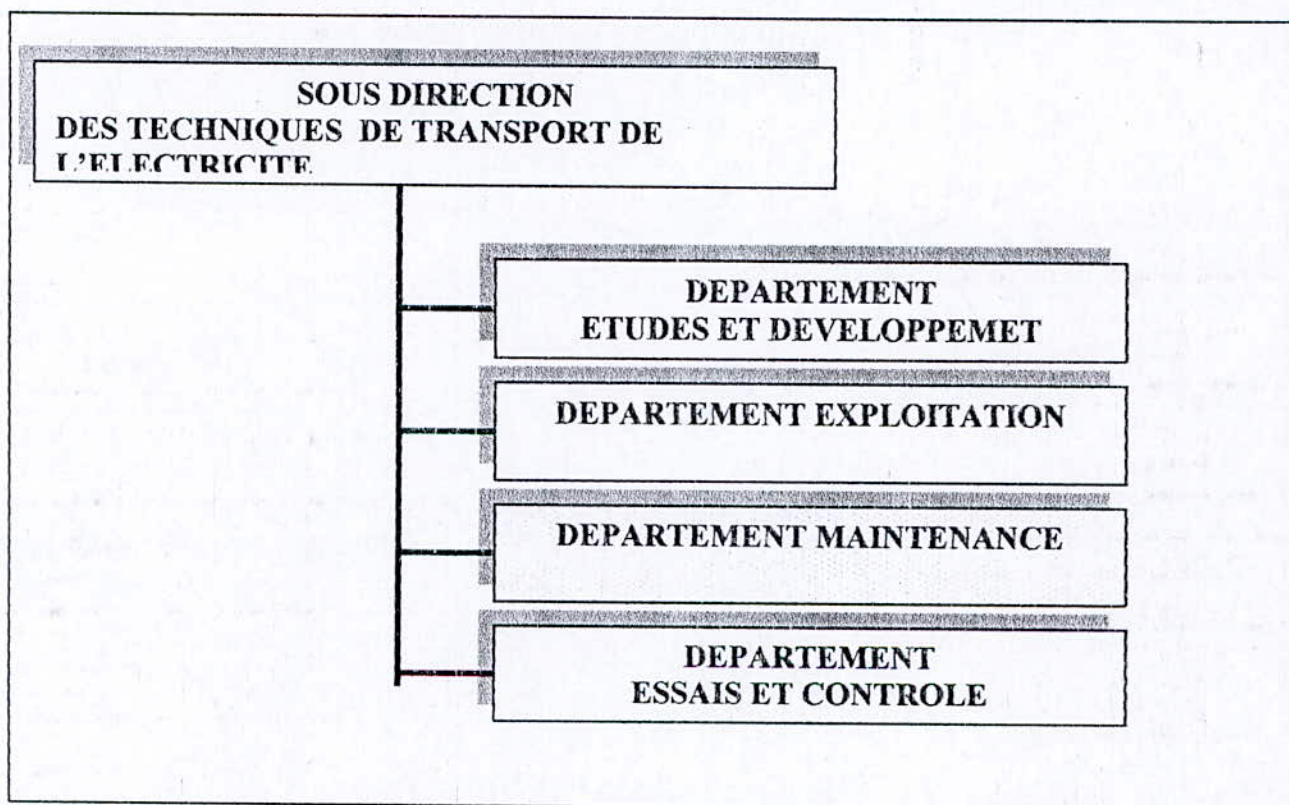 SOUS DIRECTION
DES TECHNIQUES DE TRANSPORT DE
L'ELECTRICITE
DEPARTEMENT
ETUDES ET DEVELOPPEMET
DEPARTEMENT EXPLOITATION
DEPARTEMENT MAINTENANCE
DEPARTEMENT
ESSAIS ET CONTROLE